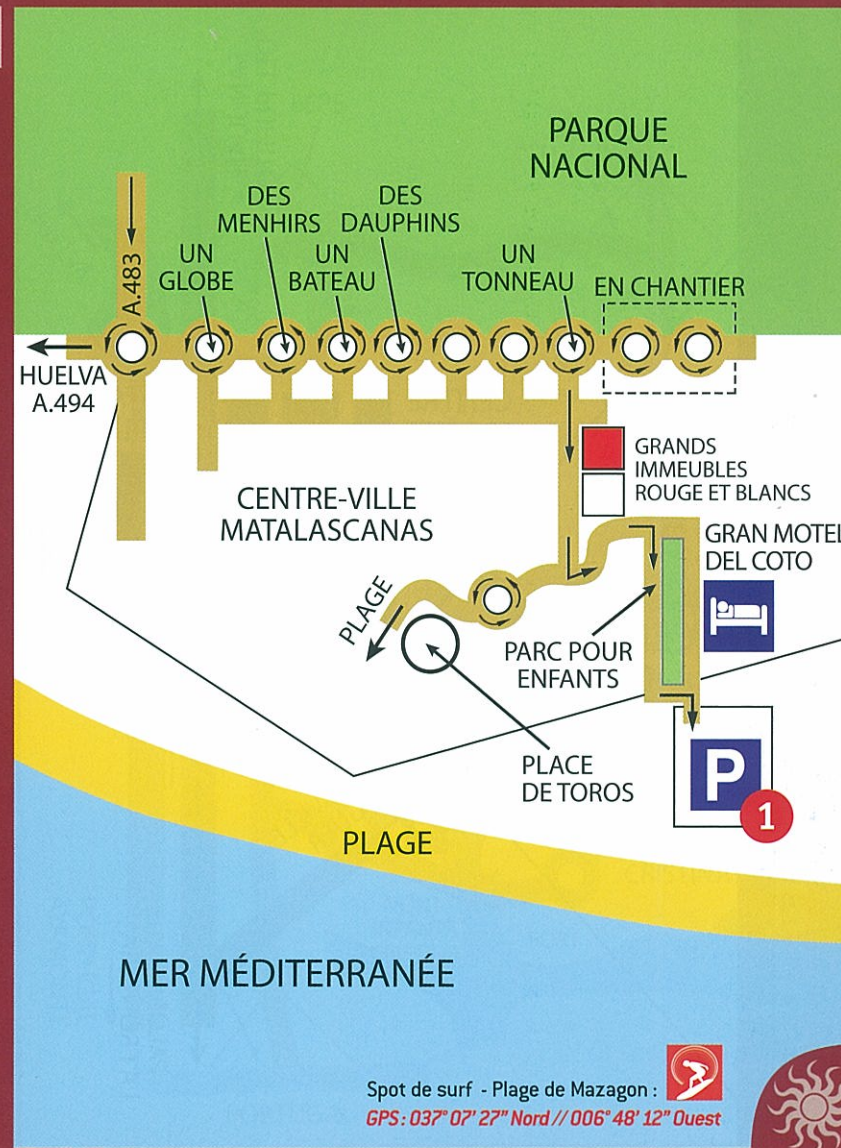 PARQUE
NACIONAL
DES
MENHIRS
DES
DAUPHINS
UN
GLOBE
UN
BATEAU
UN
TONNEAU
EN CHANTIER
A.483
HUELVA
A.494
GRANDS
IMMEUBLES
ROUGE ET BLANCS
CENTRE-VILLE
MATALASCANAS
GRAN MOTEL
DEL COTO
PLAGE
PARC POUR
ENFANTS
PLACE
DE TOROS
P
1
PLAGE
MER MÉDITERRANÉE
Spot de surf - Plage de Mazagon :
GPS : 037° 07' 27" Nord // 006° 48' 12" Ouest